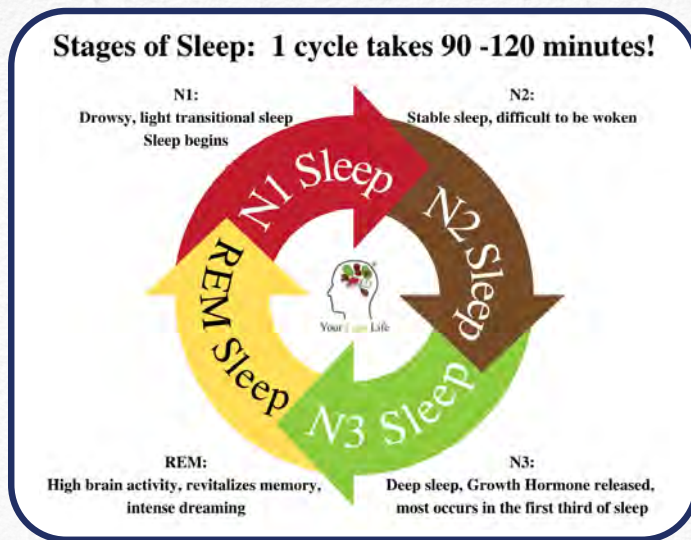 Stages of Sleep: 1 cycle takes 90 -120 minutes!
N1:
Drowsy, light transitional sleep
Sleep begins
N2:
Stable sleep, difficult to be woken
N1 Sleep
N2 Sleep
N3 Sleep
REM Sleep
REM:
High brain activity, revitalizes memory,
intense dreaming
N3:
Deep sleep, Growth Hormone released,
most occurs in the first third of sleep